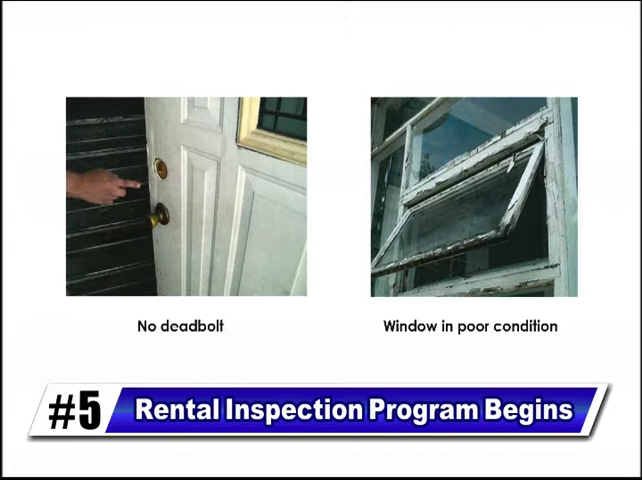 No deadbolt
Window in poor condition
#5 Rental Inspection Program Begins